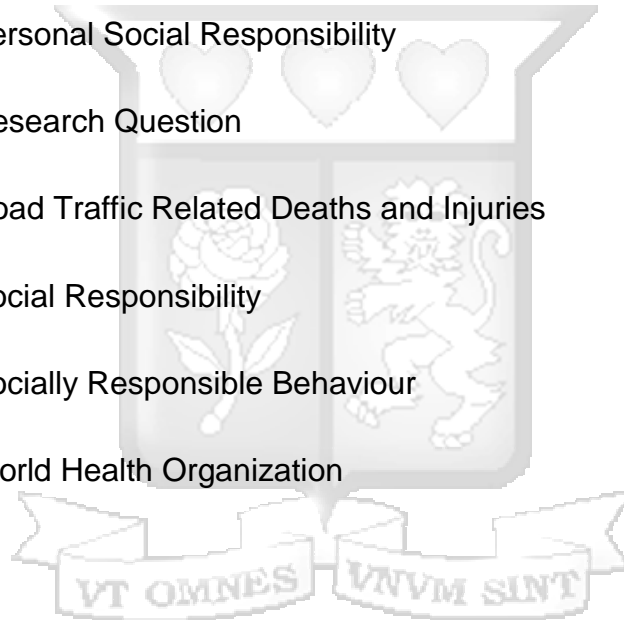 ersonal Social Responsibility
esearch Question
oad Traffic Related Deaths and Injuries
ocial Responsibility
ocially Responsible Behaviour
orld Health Organization
VT OMNES VNVM SINT